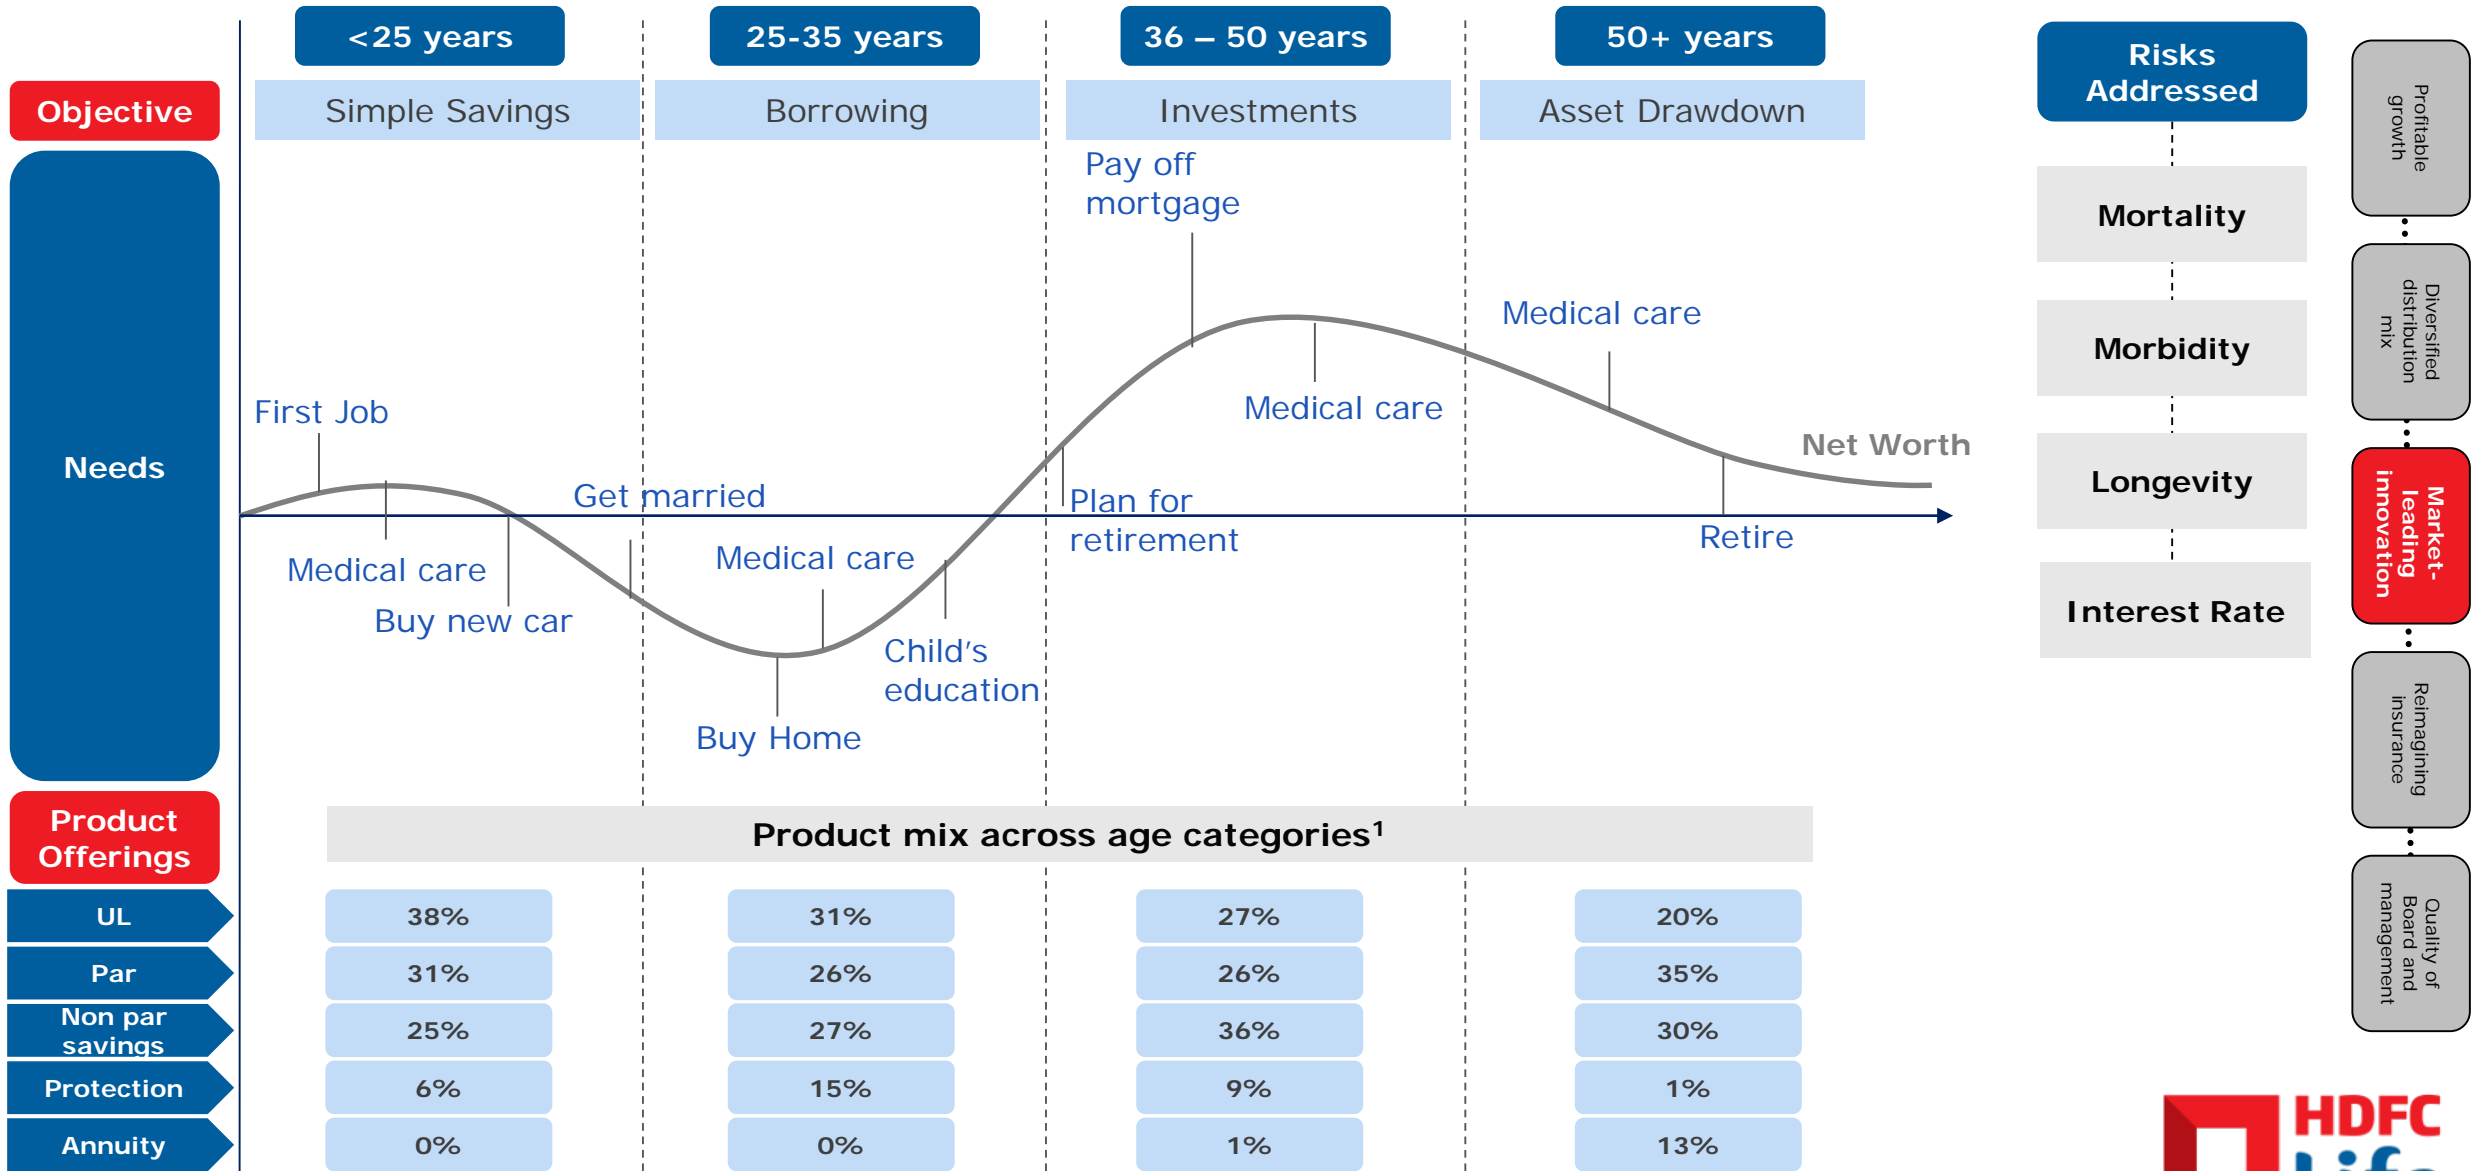 <25 years
25-35 years
36 – 50 years
50+ years
Objective
Simple Savings
Borrowing
Investments
Asset Drawdown
Needs
First Job
Medical care
Buy new car
Get married
Medical care
Buy Home
Child's
education
Pay off
mortgage
Plan for
retirement
Medical care
Medical care
Retire
Net Worth
Product
Offerings
Product mix across age categories¹
UL
38%
31%
27%
20%
Par
31%
26%
26%
35%
Non par
savings
25%
27%
36%
30%
Protection
6%
15%
9%
1%
Annuity
0%
0%
1%
13%
Risks
Addressed
Mortality
Morbidity
Longevity
Interest Rate
Profitable
growth
Diversified
distribution
mix
Market-
leading
innovation
Reimagining
insurance
Quality of
Board and
management
HDFC
Life